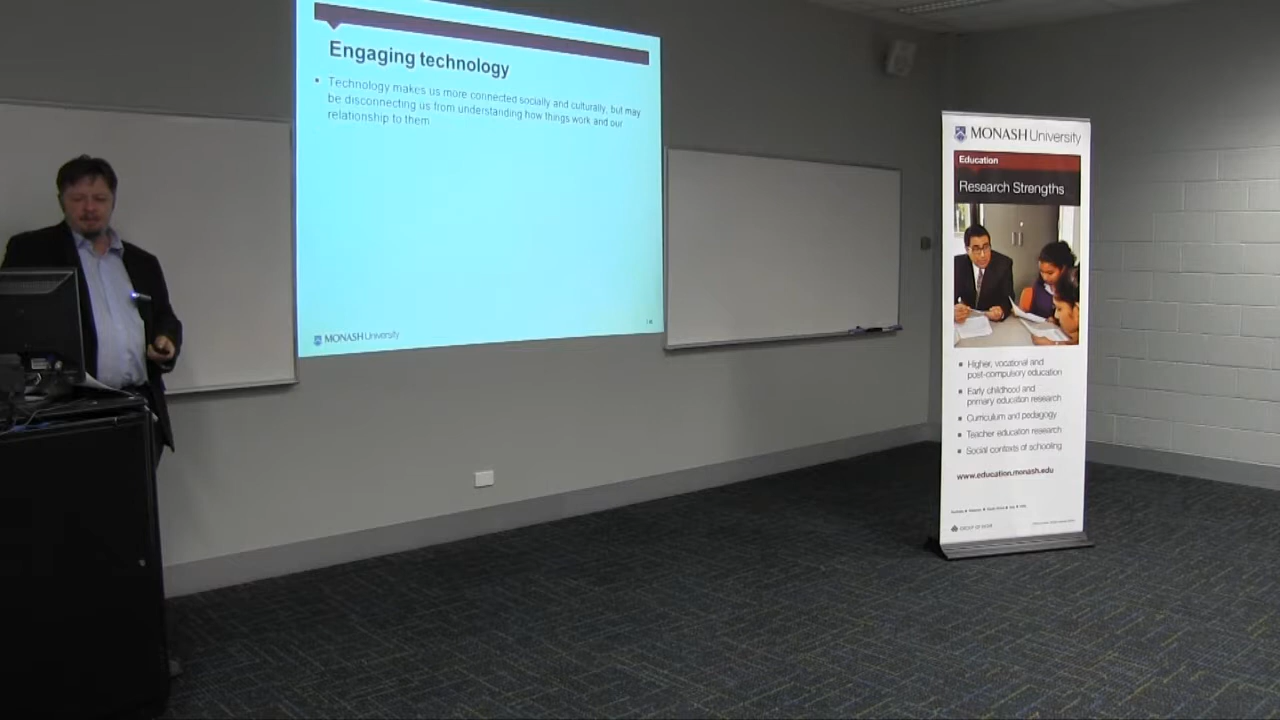 Engaging technology
• Technology makes us more connected socially and culturally, but may
be disconnecting us from understanding how things work and our
relationship to them
MONASH University
MONASH University
Education
Research Strengths
▪ Higher, vocational and
post-compulsory education
▪ Early childhood and
primary education research
▪ Curriculum and pedagogy
▪ Teacher education research
▪ Social contexts of schooling
www.education.monash.edu